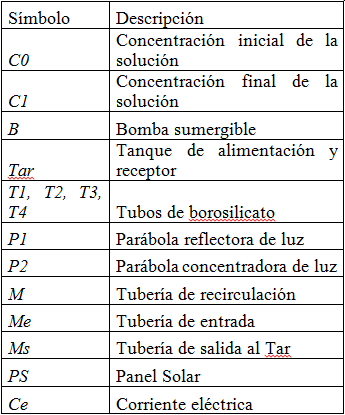 Símbolo Descripción
Concentración inicial de la
C0 solución
Concentración final de la
C1 solución
B Bomba sumergible
Tanque de alimentación y
Tar receptor
T1, T2, T3,
T4 Tubos de borosilicato
P1 Parábola reflectora de luz
P2 Parábola concentradora de luz
M Tubería de recirculación
Me Tubería de entrada
Ms Tubería de salida al Tar
PS Panel Solar
Ce Corriente eléctrica